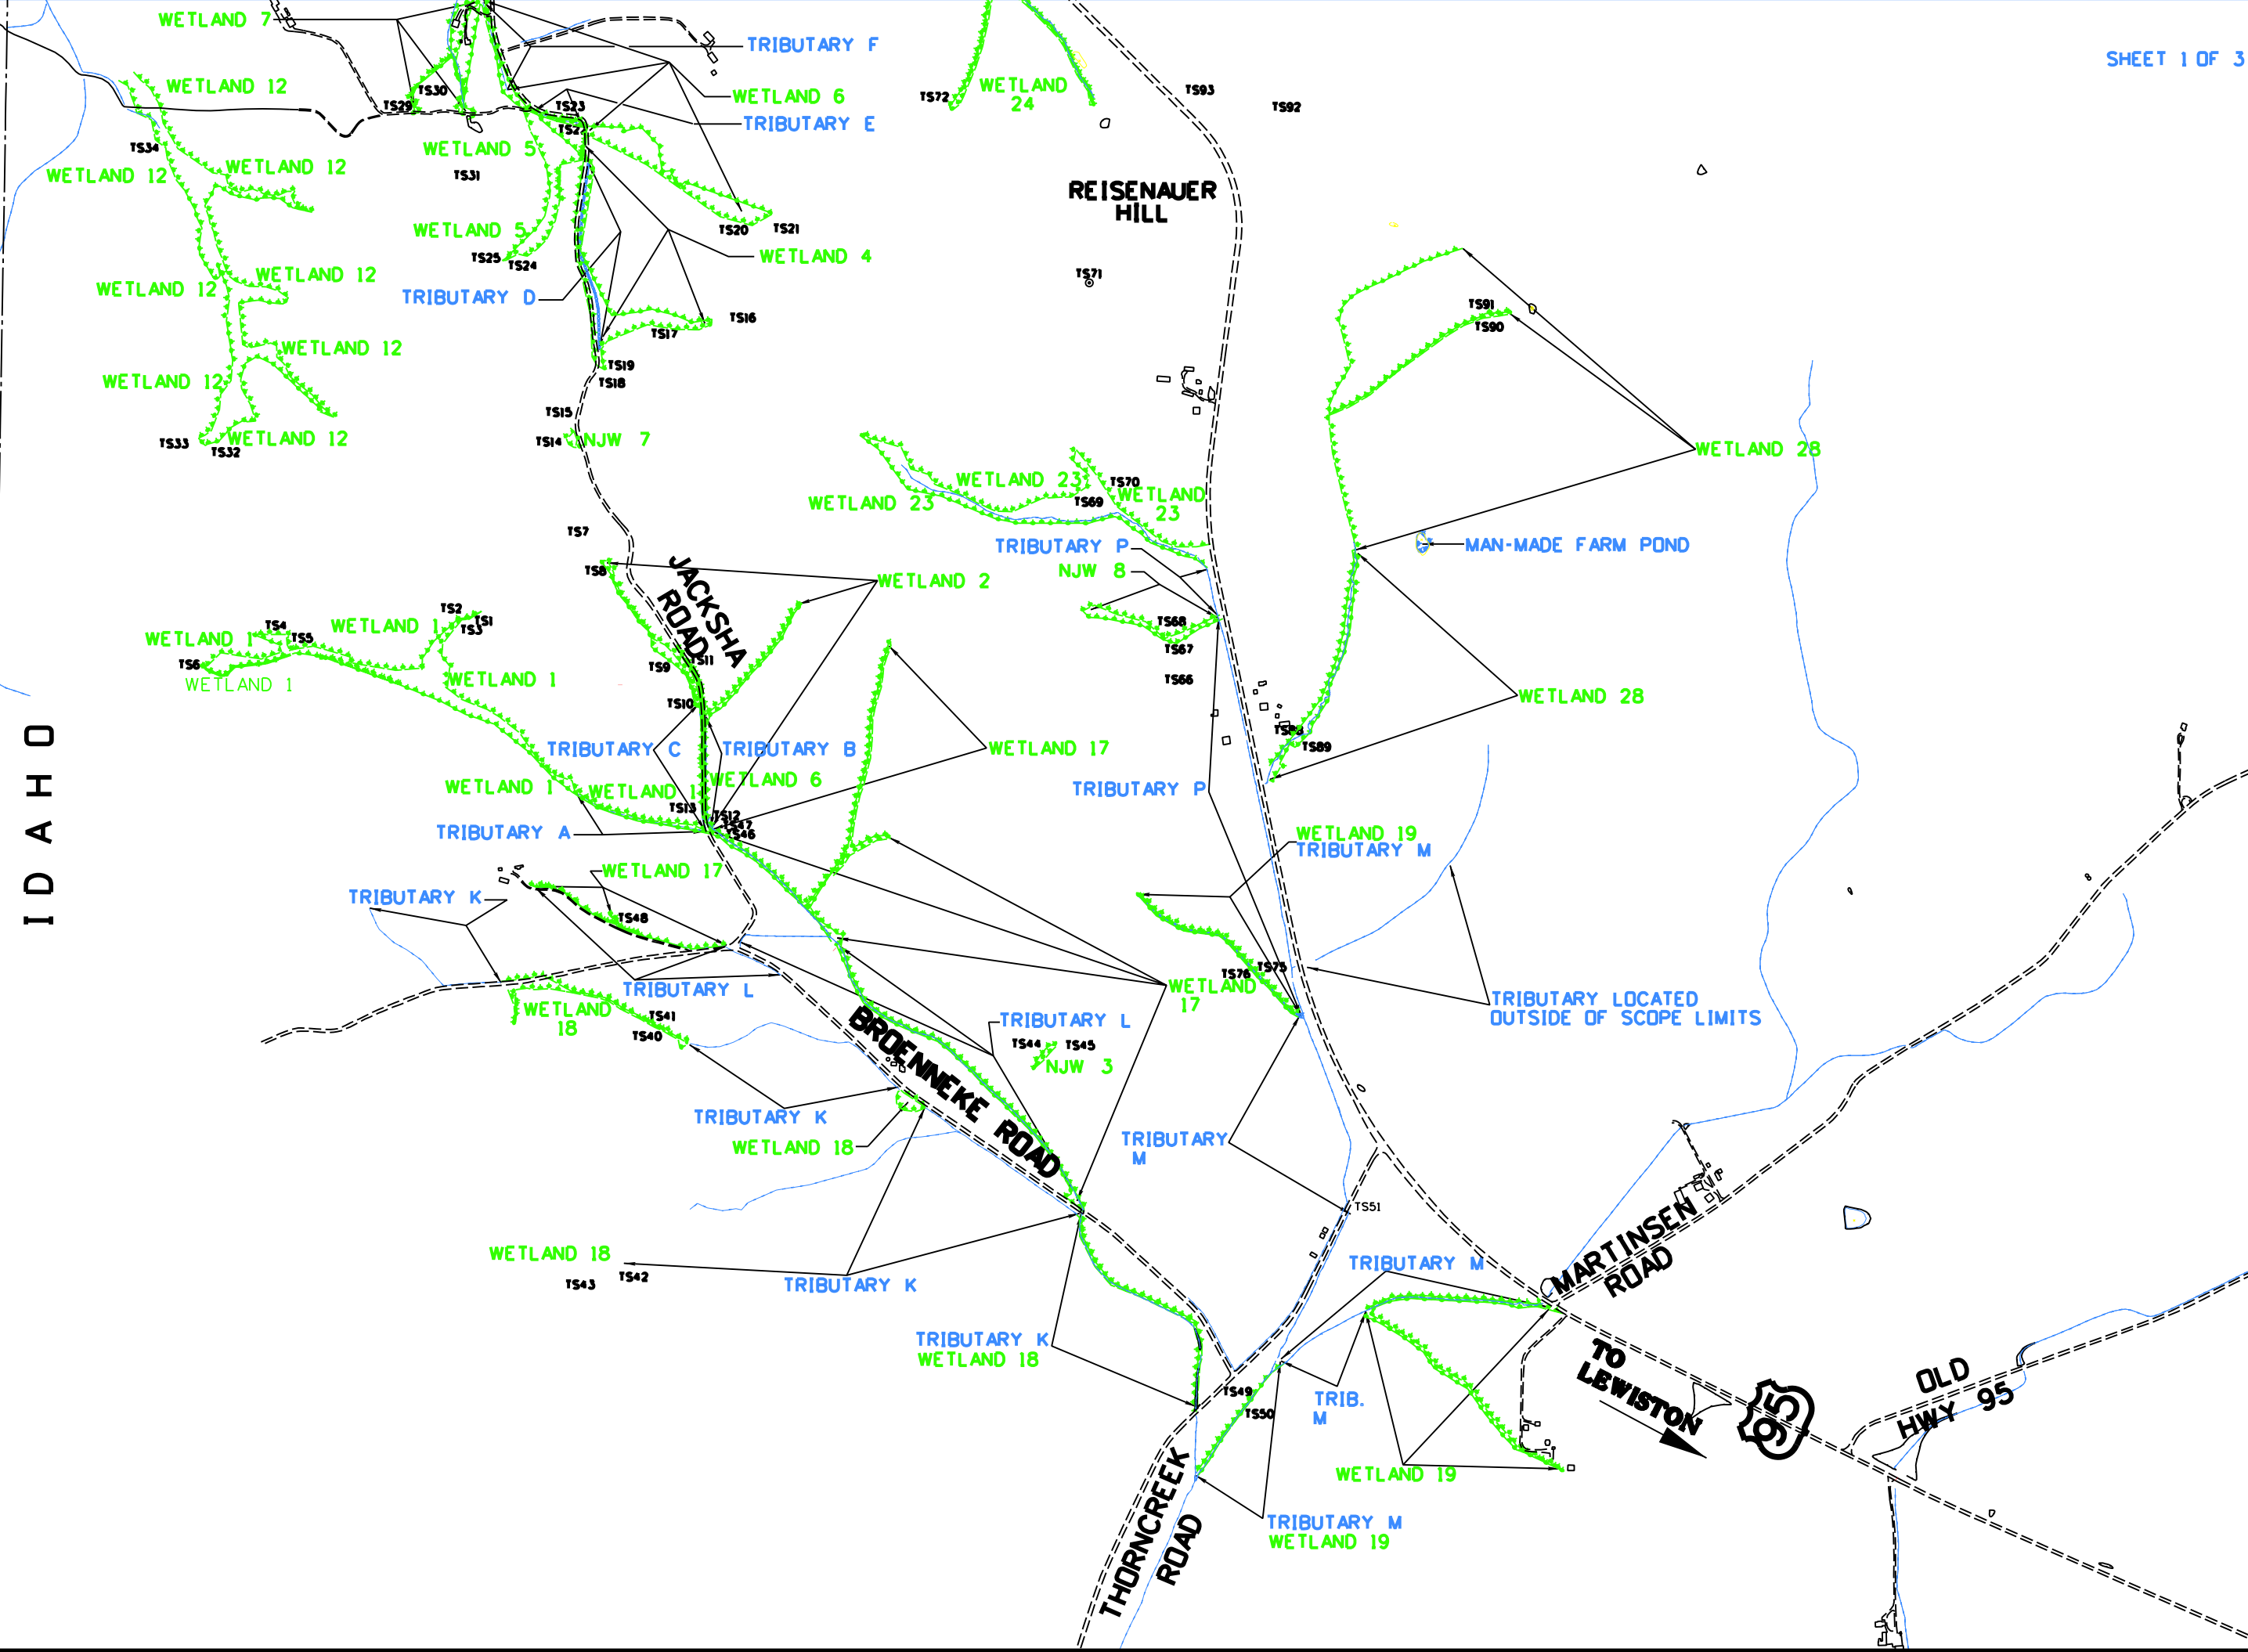 WETLAND 7
TRIBUTARY F
SHEET 1 OF 3
WETLAND 12
TS30
TS29
WETLAND 24
TS72
TS93
TS92
WETLAND 6
TS23
TRIBUTARY E
TS2
TS34
WETLAND 5
WETLAND 12
WETLAND 12
TS31
REISENAUER
HILL
WETLAND 5
TS20
TS21
TS25
TS24
WETLAND 4
WETLAND 12
WETLAND 12
TRIBUTARY D
TS71
TS91
TS90
TS16
TS17
WETLAND 12
TS19
TS18
WETLAND 12
TS15
TS14
NJW 7
TS33
TS32
WETLAND 12
WETLAND 28
WETLAND 23
TS70
WETLAND
23
TS69
WETLAND 23
TS7
TRIBUTARY P
MAN-MADE FARM POND
NJW 8
TS8
WETLAND 2
JACKSHA
ROAD
TS2
TS1
TS3
TS4
TS5
WETLAND 1
WETLAND 1
TS68
TS67
TS66
TS6
WETLAND 1
WETLAND 1
TS11
TS9
TS10
WETLAND 28
TS89
IDAHO
TRIBUTARY C
TRIBUTARY B
WETLAND 17
WETLAND 6
WETLAND 1
WETLAND 1
TRIBUTARY P
TS13
TS12
TS47
TS46
TRIBUTARY A
WETLAND 19
TRIBUTARY M
WETLAND 17
TRIBUTARY K
TS48
TS76
TS75
TRIBUTARY L
WETLAND
17
TRIBUTARY LOCATED
OUTSIDE OF SCOPE LIMITS
WETLAND
18
TS41
TS40
BROENNEKE ROAD
TRIBUTARY L
TS44
TS45
NJW 3
TRIBUTARY K
WETLAND 18
TRIBUTARY
M
TS51
WETLAND 18
TS43
TS42
TRIBUTARY K
TRIBUTARY M
MARTINSEN
ROAD
TRIBUTARY K
WETLAND 18
TS49
TS50
TRIB.
M
TO
LEWISTON
95
OLD
HWY 95
WETLAND 19
THORNCREEK
ROAD
TRIBUTARY M
WETLAND 19